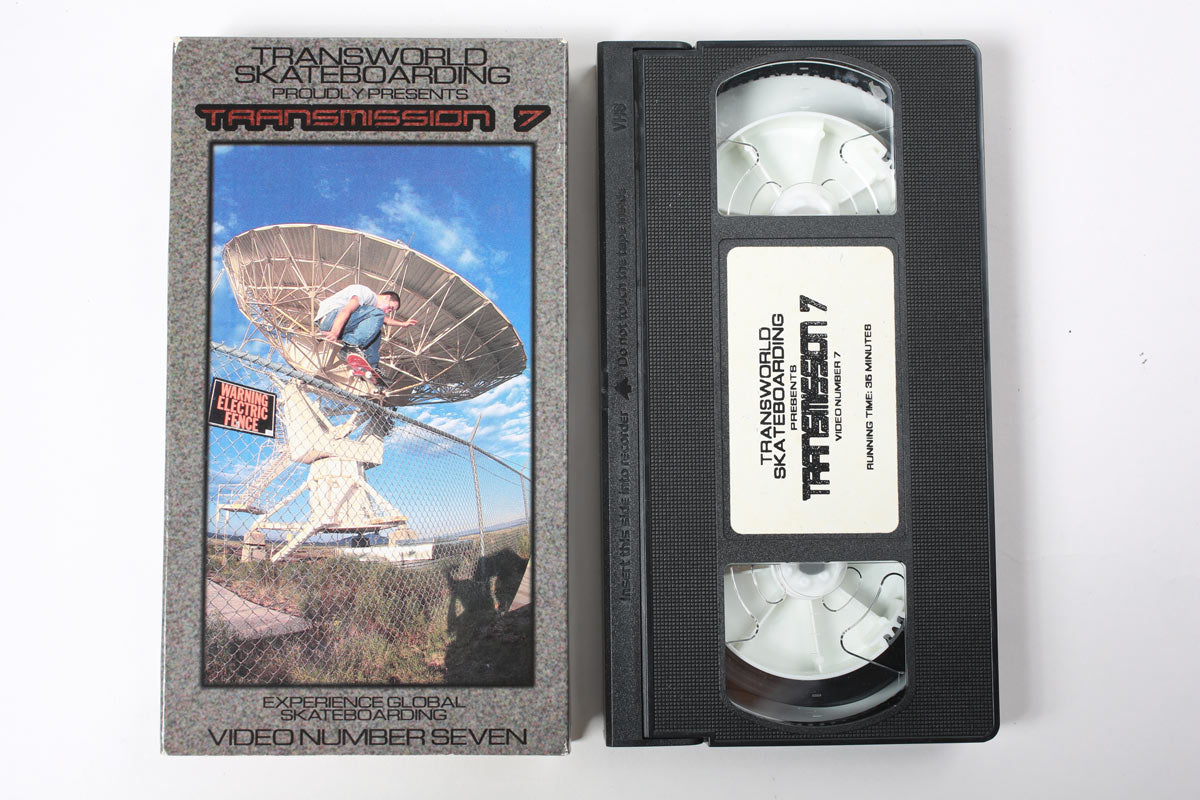 TRANSWORLD
SKATEBOARDING
PROUDLY PRESENTS
TRANSMISSION 7
WARNING
ELECTRIC
FENCE
EXPERIENCE GLOBAL
SKATEBOARDING
VIDEO NUMBER SEVEN
VHS
Insert this side into recorder Do not touch the tape inside
TRANSWORLD
SKATEBOARDING
PRESENTS
TRANSMISSION 7
VIDEO NUMBER 7
RUNNING TIME: 36 MINUTES